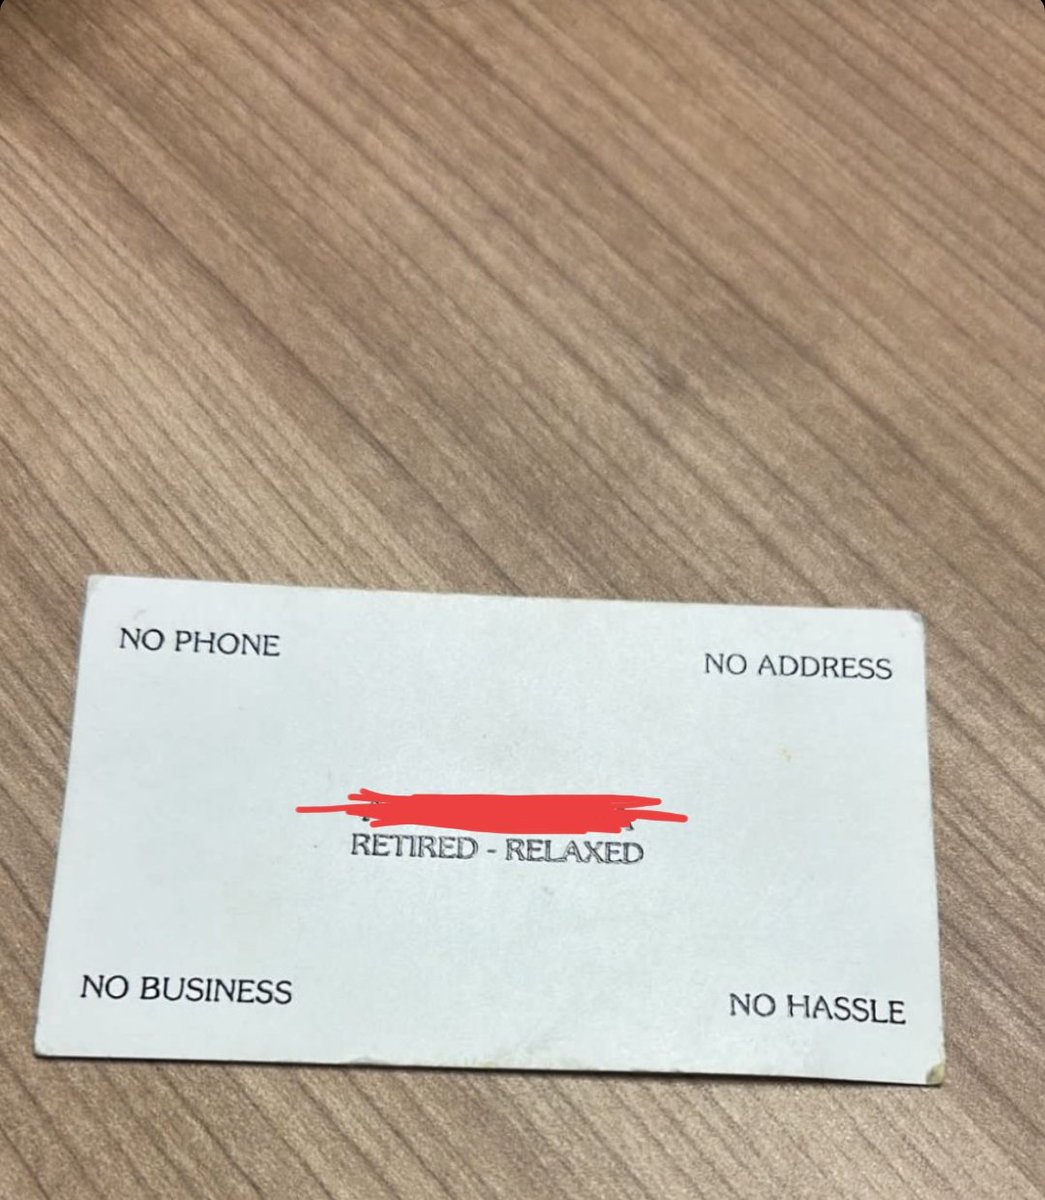 NO PHONE
NO ADDRESS
RETIRED - RELAXED
NO BUSINESS
NO HASSLE